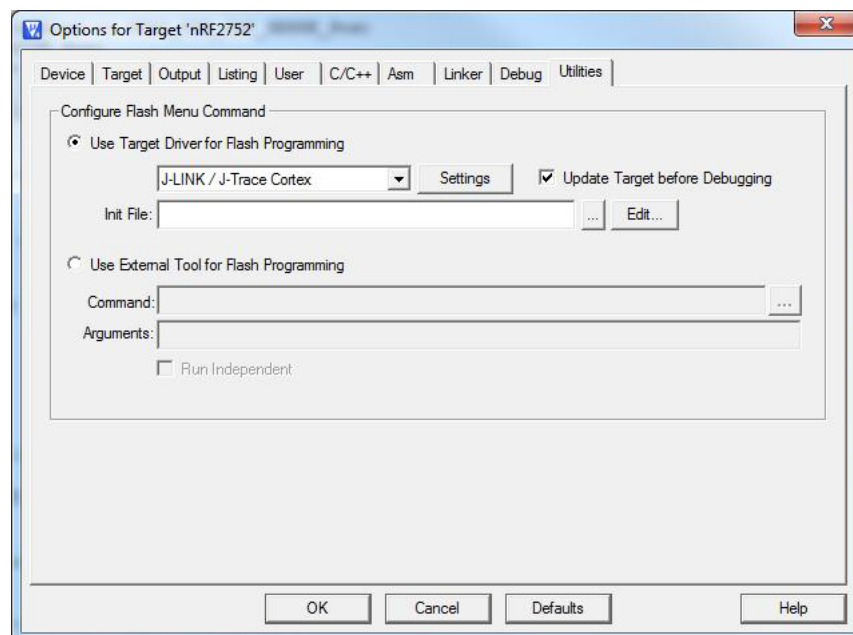 Options for Target 'nRF2752'
Device Target Output Listing User C/C++ Asm Linker Debug Utilities
Configure Flash Menu Command
Use Target Driver for Flash Programming
J-LINK / J-Trace Cortex Settings Update Target before Debugging
Init File: ... Edit...
Use External Tool for Flash Programming
Command: ...
Arguments:
Run Independent
OK Cancel Defaults Help